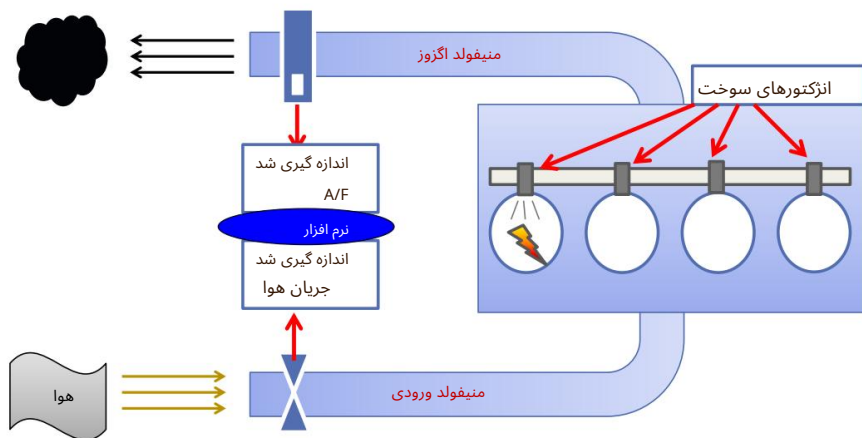 منیفولد اگزوز
انژکتورهای سوخت
اندازه گیری شد
A/F
نرم افزار
اندازه گیری شد
جریان هوا
هوا
منیفولد ورودی